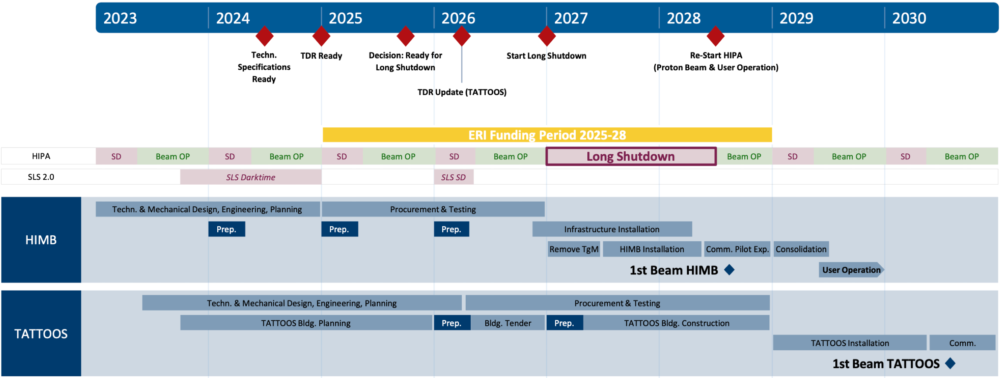 2023 2024 2025 2026 2027 2028 2029 2030
Techn.
Specifications
Ready
TDR Ready
Decision: Ready for
Long Shutdown
TDR Update (TATTOOS)
Start Long Shutdown
Re-Start HIPA
(Proton Beam & User Operation)
ERI Funding Period 2025-28
HIPA SD Beam OP SD Beam OP SD Beam OP SD Beam OP Long Shutdown Beam OP SD Beam OP SD Beam OP
SLS 2.0 SLS Darktime SLS SD
HIMB
Techn. & Mechanical Design, Engineering, Planning Procurement & Testing
Prep. Prep. Prep. Infrastructure Installation
Remove TgM HIMB Installation Comm. Pilot Exp. Consolidation
1st Beam HIMB User Operation
TATTOOS
Techn. & Mechanical Design, Engineering, Planning Procurement & Testing
TATTOOS Bldg. Planning Prep. Bldg. Tender Prep. TATTOOS Bldg. Construction
TATTOOS Installation Comm.
1st Beam TATTOOS